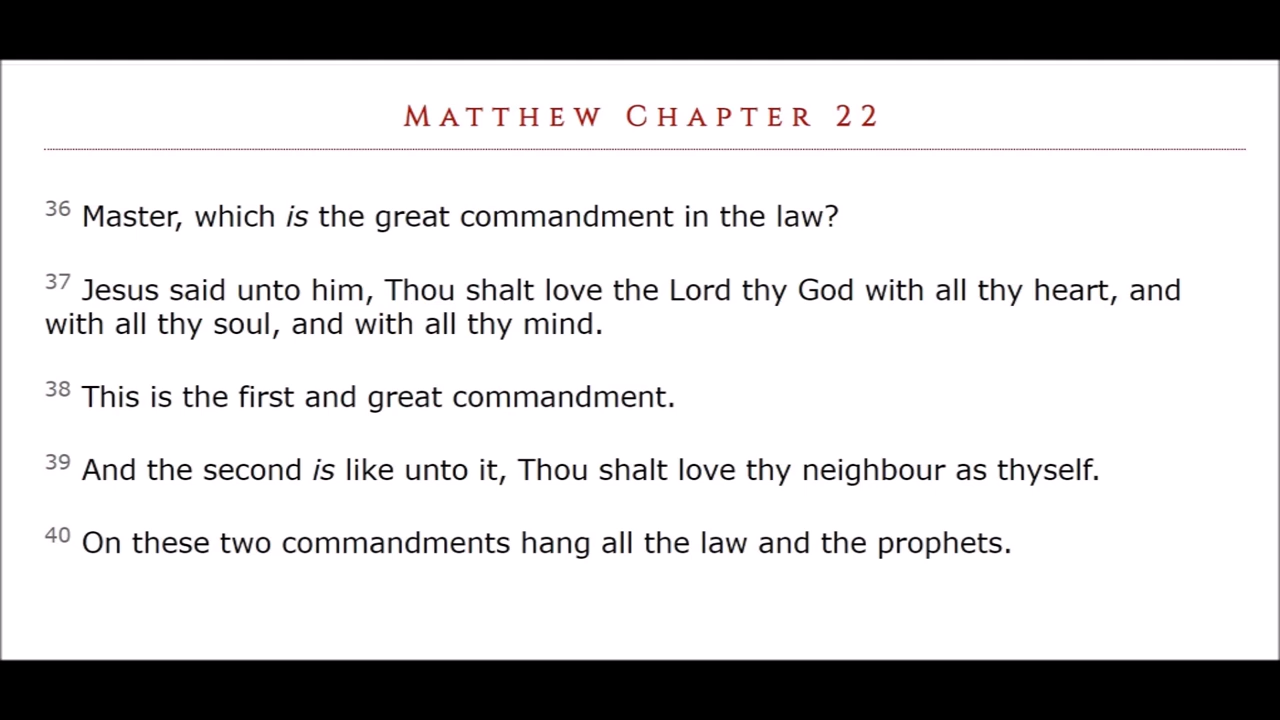 Matthew Chapter 22
36 Master, which is the great commandment in the law?
37 Jesus said unto him, Thou shalt love the Lord thy God with all thy heart, and
with all thy soul, and with all thy mind.
38 This is the first and great commandment.
39 And the second is like unto it, Thou shalt love thy neighbour as thyself.
40 On these two commandments hang all the law and the prophets.